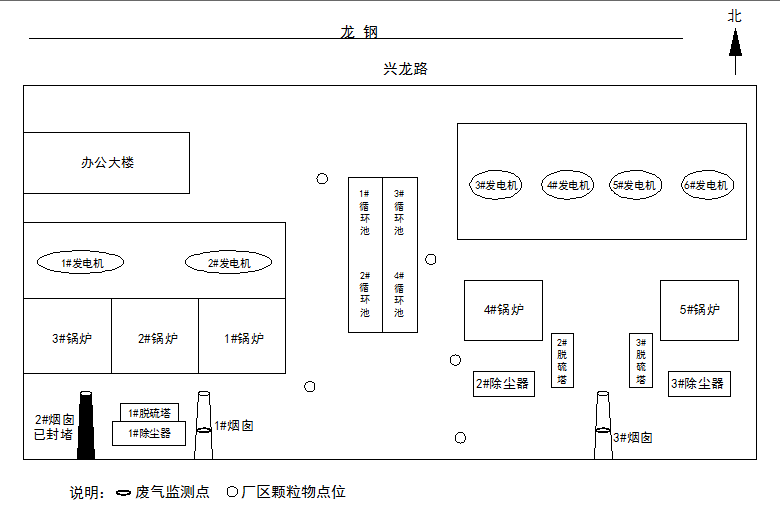 北
龙 钢
兴龙路
办公大楼
1#发电机
2#发电机
3#锅炉
2#锅炉
1#锅炉
2#烟囱
已封堵
1#脱硫塔
1#除尘器
1#烟囱
1#循环池
3#循环池
2#循环池
4#循环池
3#发电机
4#发电机
5#发电机
6#发电机
4#锅炉
5#锅炉
2#脱硫塔
3#脱硫塔
2#除尘器
3#除尘器
3#烟囱
说明: 废气监测点 厂区颗粒物点位